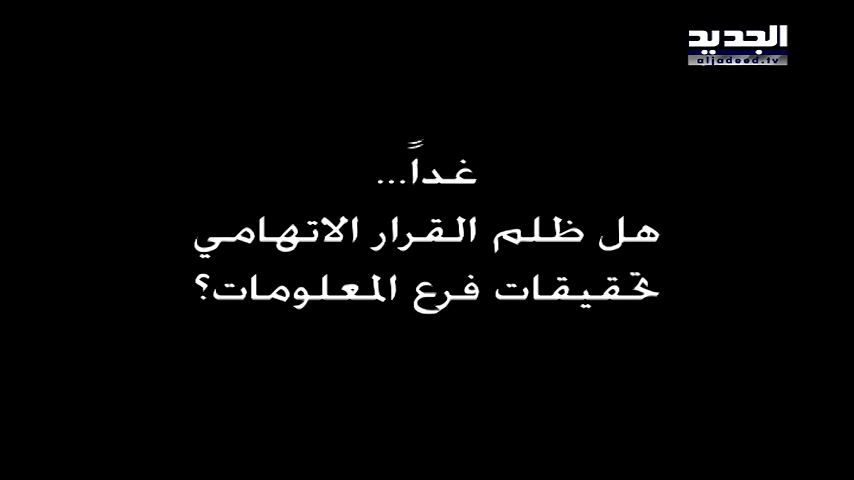 الجديد
aljadeed.tv
غداً...
هل ظلم القرار الاتهامي
تحقيقات فرع المعلومات؟